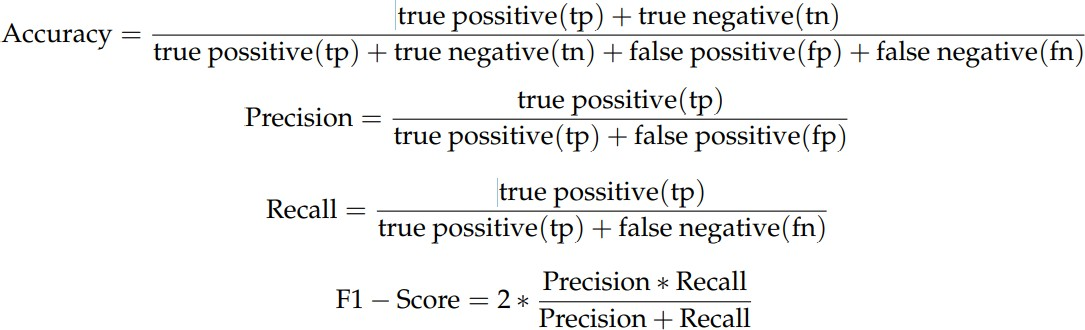 Accuracy = true possitive(tp) + true negative(tn) / true possitive(tp) + true negative(tn) + false possitive(fp) + false negative(fn)
Precision = true possitive(tp) / true possitive(tp) + false possitive(fp)
Recall = true possitive(tp) / true possitive(tp) + false negative(fn)
F1 − Score = 2 * Precision * Recall / Precision + Recall